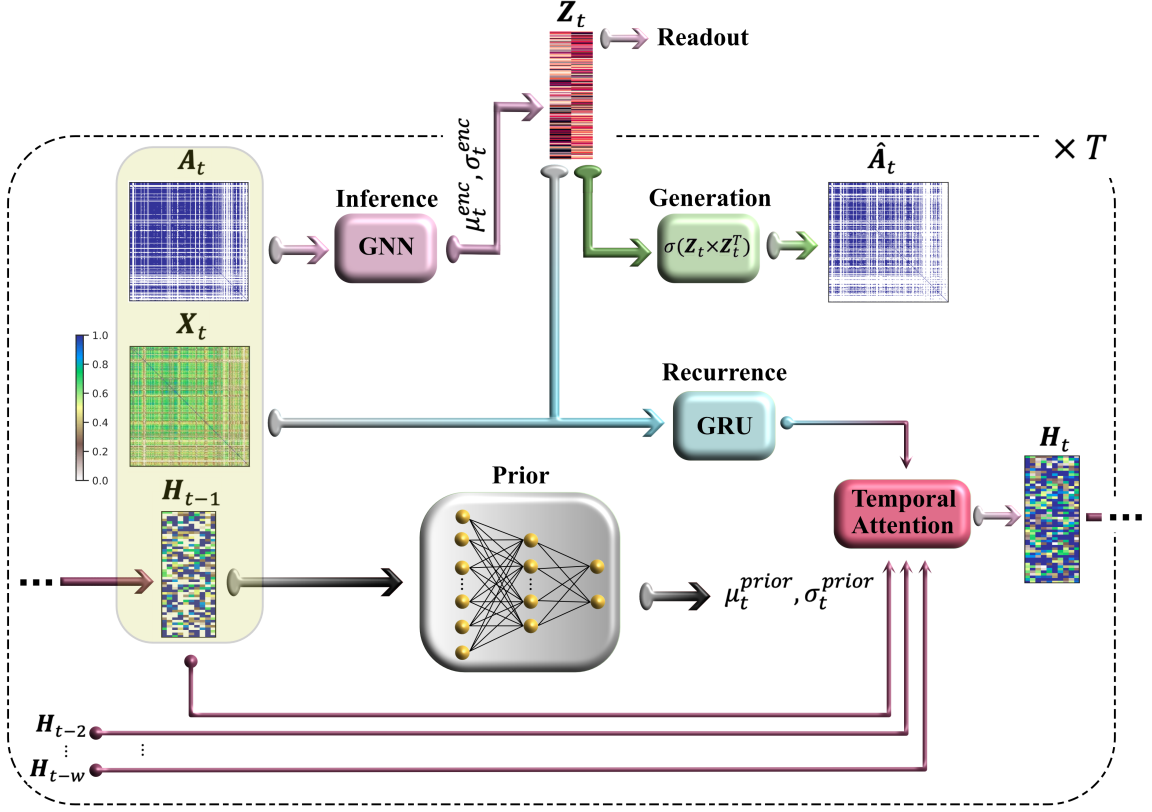 Z_t
Readout
× T
A_t
μ_t^{enc}, σ_t^{enc}
Â_t
Inference
GNN
Generation
σ(Z_t×Z_t^T)
X_t
1.0
0.8
0.6
0.4
0.2
0.0
Recurrence
GRU
H_t
H_{t−1}
Prior
Temporal
Attention
...
...
μ_t^{prior}, σ_t^{prior}
H_{t−2}
⋮
⋮
H_{t−w}